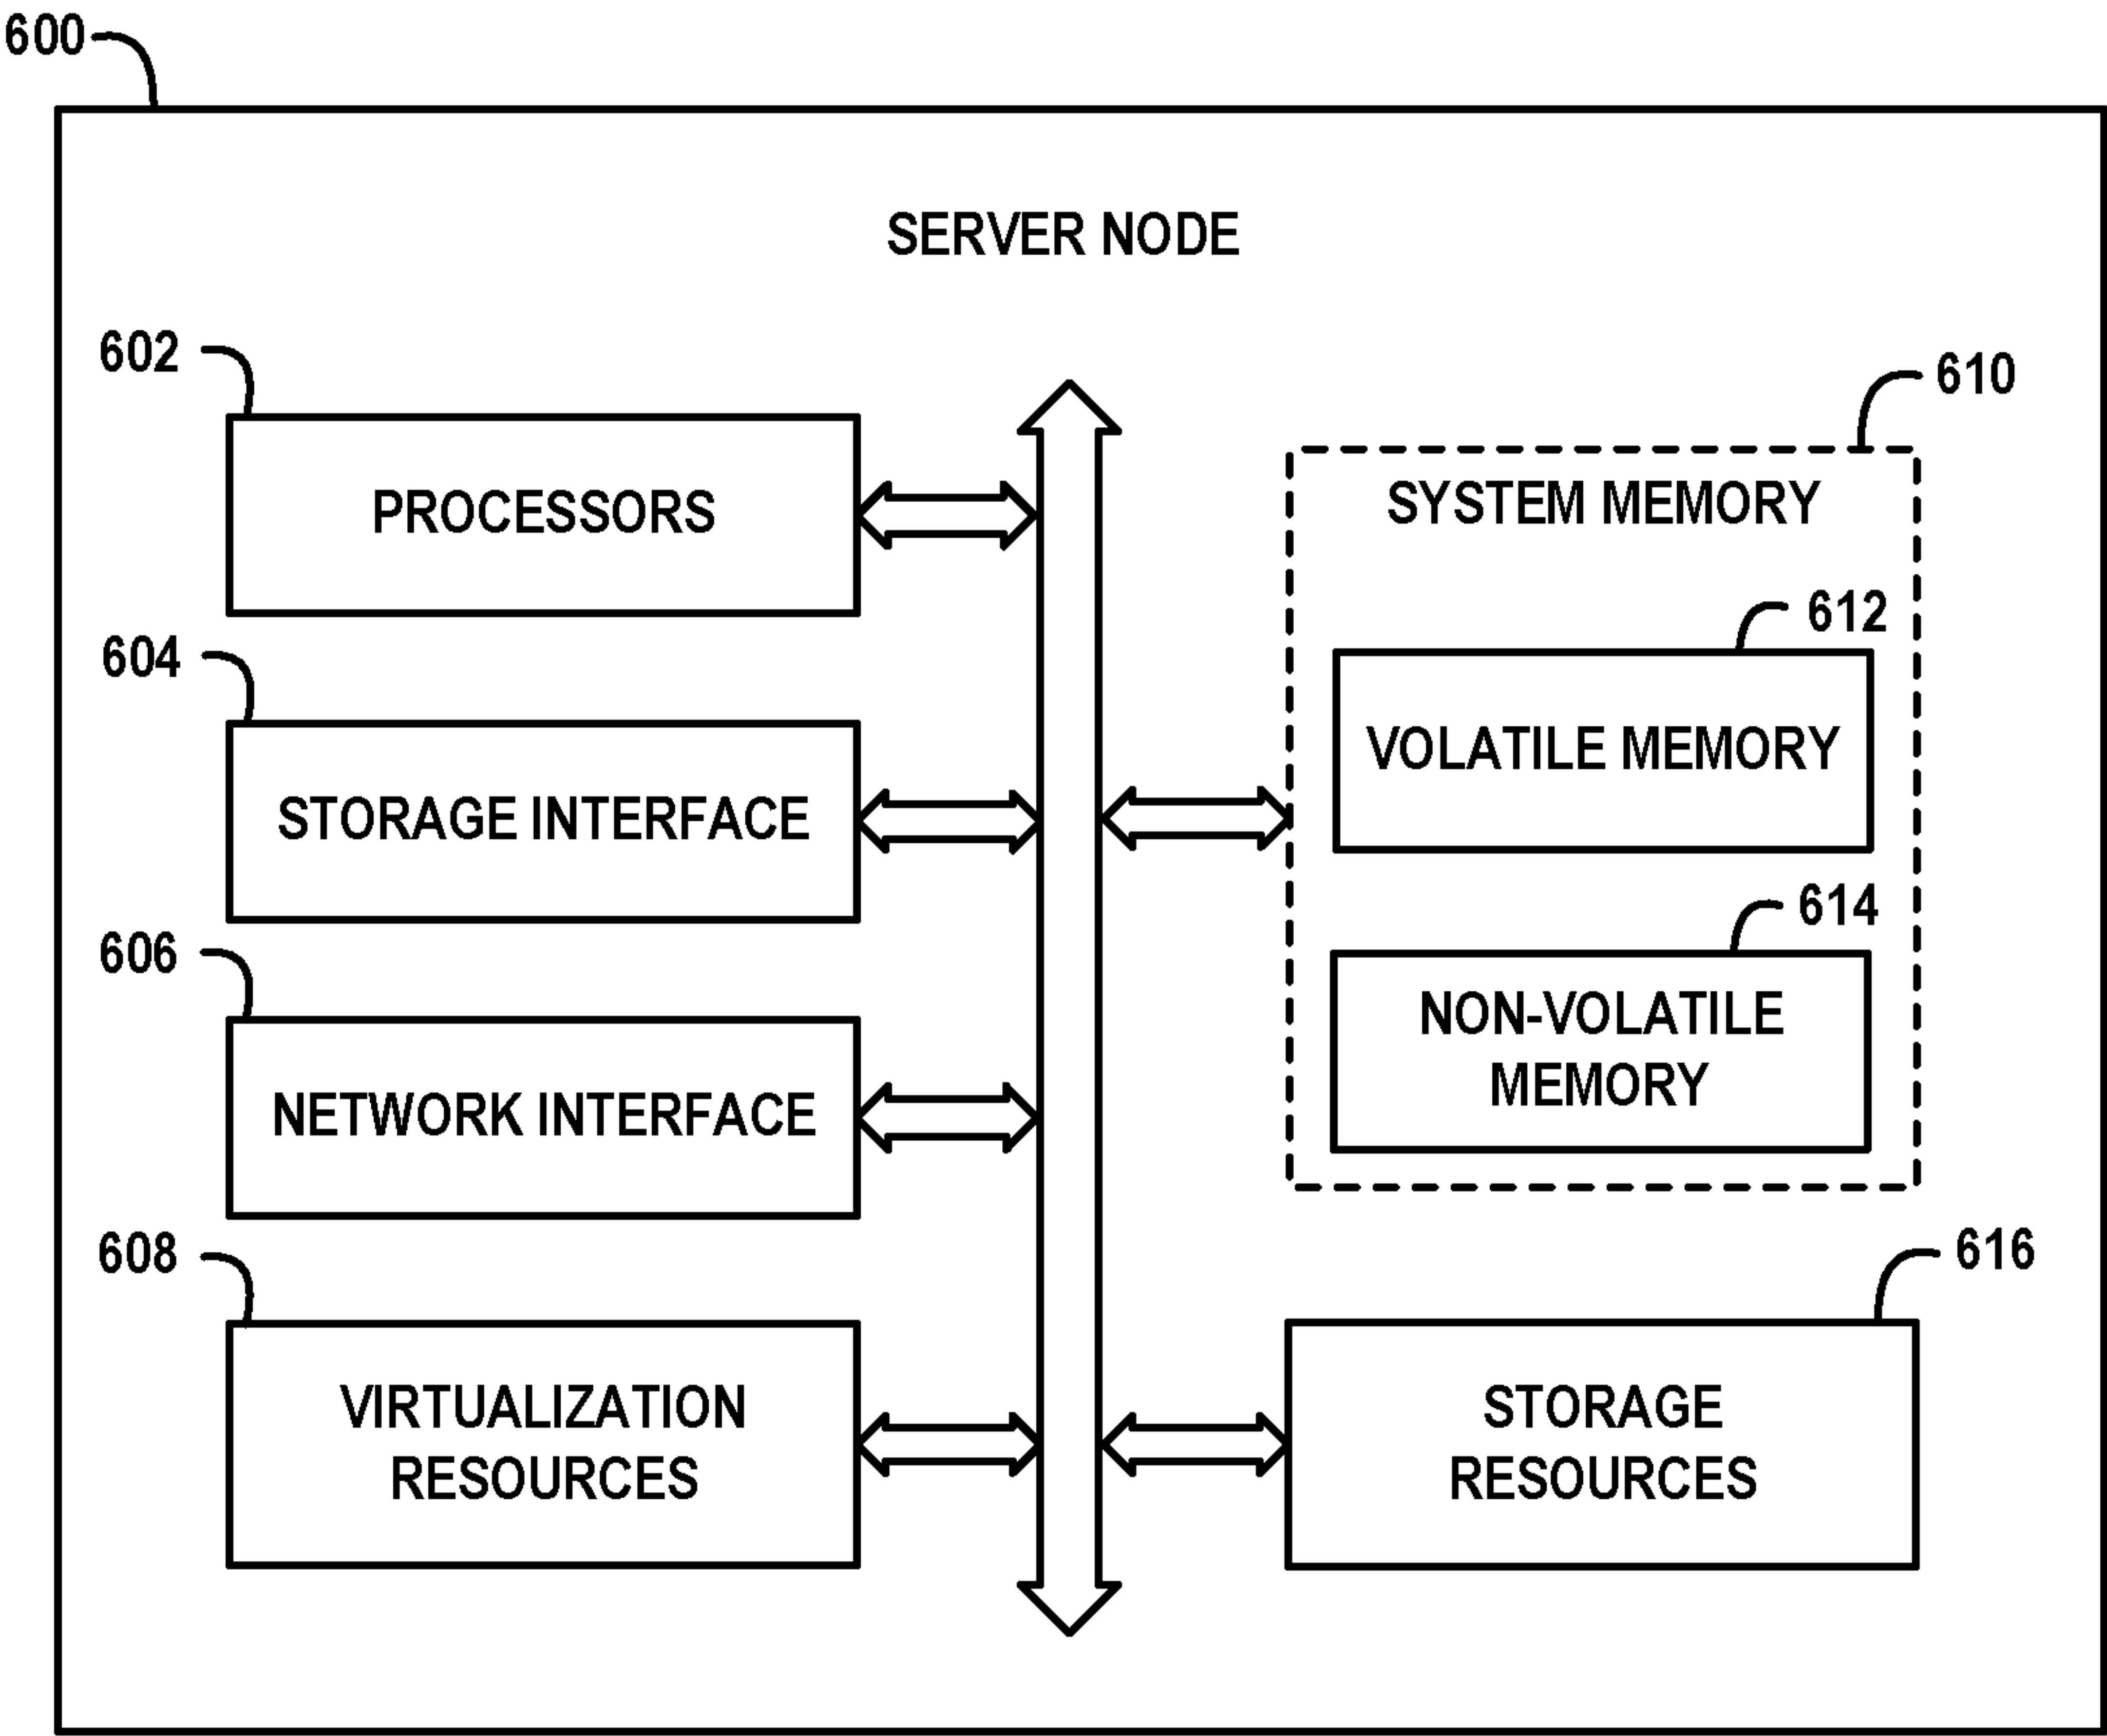 600
SERVER NODE
602
PROCESSORS
604
STORAGE INTERFACE
606
NETWORK INTERFACE
608
VIRTUALIZATION
RESOURCES
610
SYSTEM MEMORY
612
VOLATILE MEMORY
614
NON-VOLATILE
MEMORY
616
STORAGE
RESOURCES